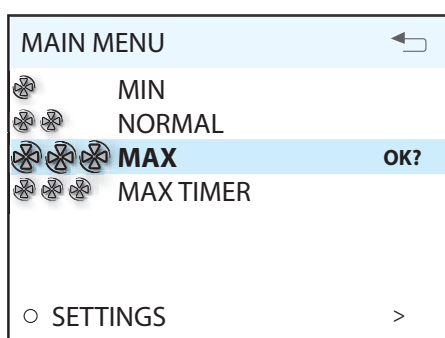 MAIN MENU
MIN
NORMAL
MAX OK?
MAX TIMER
SETTINGS >